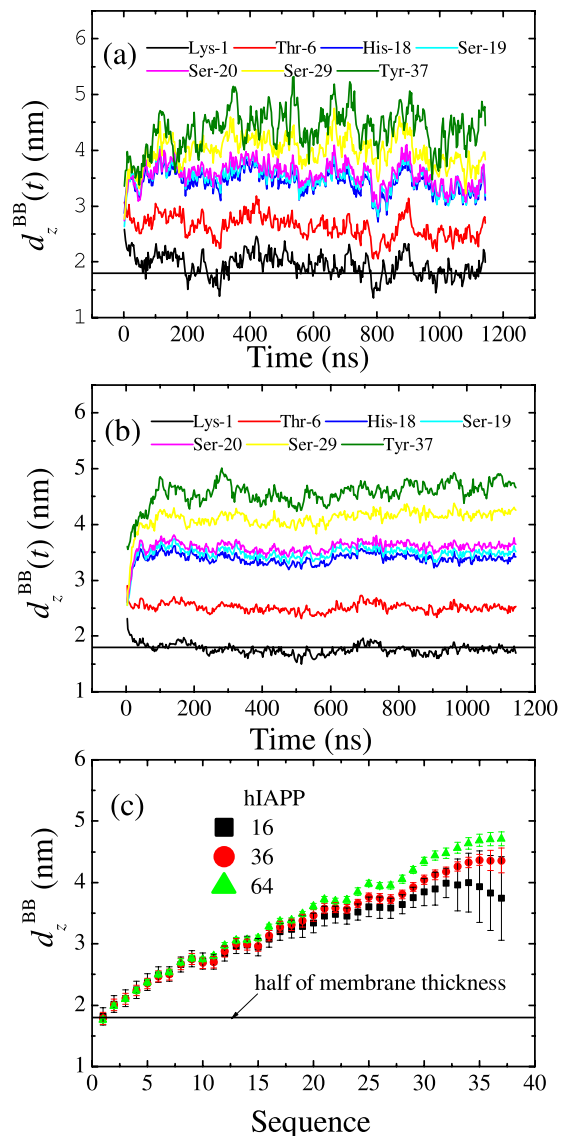 (a)
Lys-1 Thr-6 His-18 Ser-19
Ser-20 Ser-29 Tyr-37
d_z^BB(t) (nm)
6
5
4
3
2
1
0 200 400 600 800 1000 1200
Time (ns)
(b)
Lys-1 Thr-6 His-18 Ser-19
Ser-20 Ser-29 Tyr-37
d_z^BB(t) (nm)
6
5
4
3
2
1
0 200 400 600 800 1000 1200
Time (ns)
(c)
hIAPP
16
36
64
half of membrane thickness
d_z^BB (nm)
6
5
4
3
2
1
0 5 10 15 20 25 30 35 40
Sequence